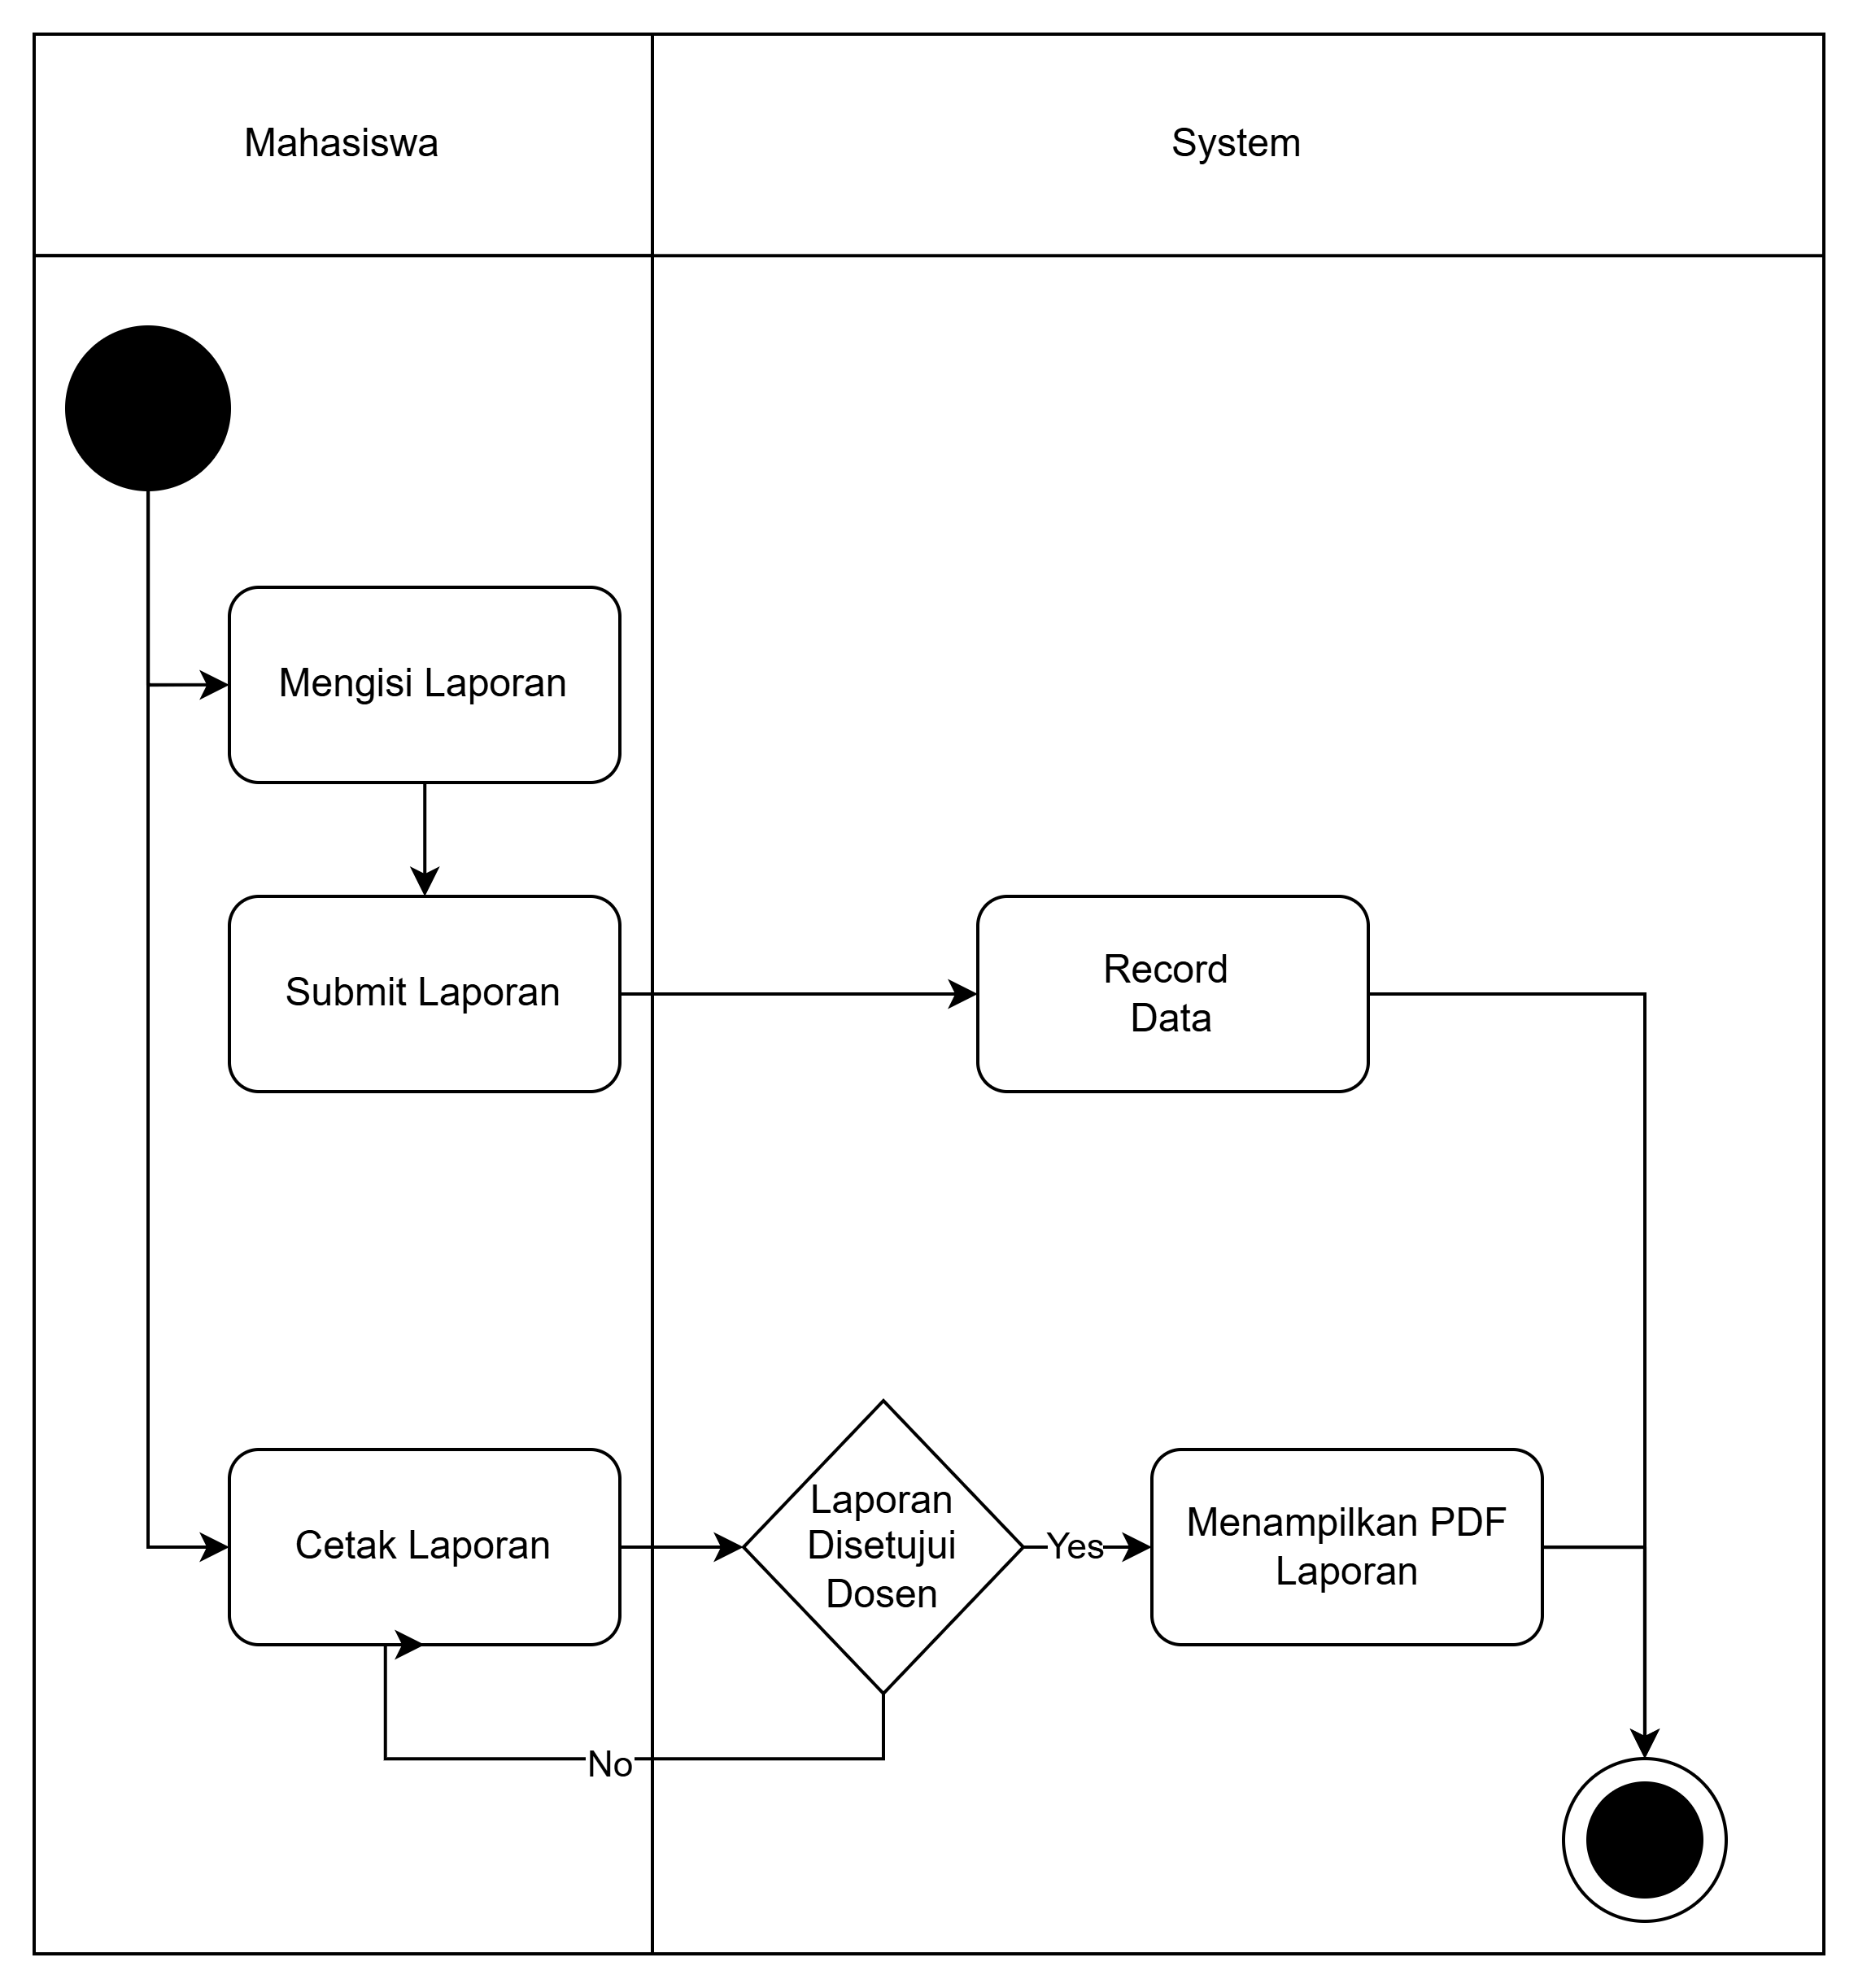 Mahasiswa
System
Mengisi Laporan
Submit Laporan
Record
Data
Cetak Laporan
Laporan
Disetujui
Dosen
Yes
Menampilkan PDF
Laporan
No